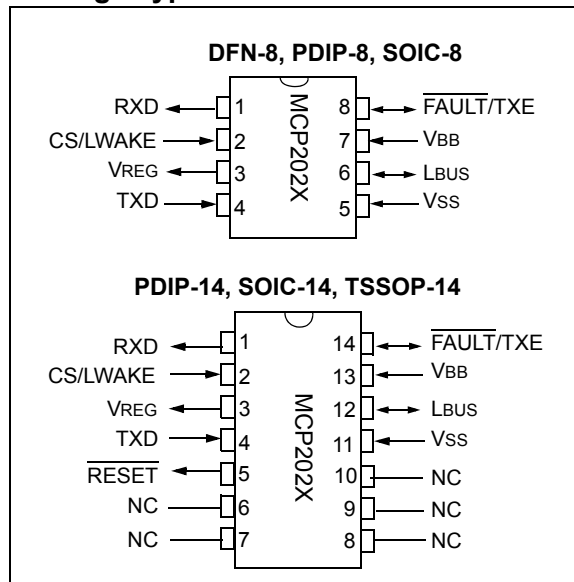 DFN-8, PDIP-8, SOIC-8
RXD 1 8 FAULT/TXE
CS/LWAKE 2 7 VBB
VREG 3 6 LBUS
TXD 4 5 VSS
MCP202X
PDIP-14, SOIC-14, TSSOP-14
RXD 1 14 FAULT/TXE
CS/LWAKE 2 13 VBB
VREG 3 12 LBUS
TXD 4 11 VSS
RESET 5 10 NC
NC 6 9 NC
NC 7 8 NC
MCP202X